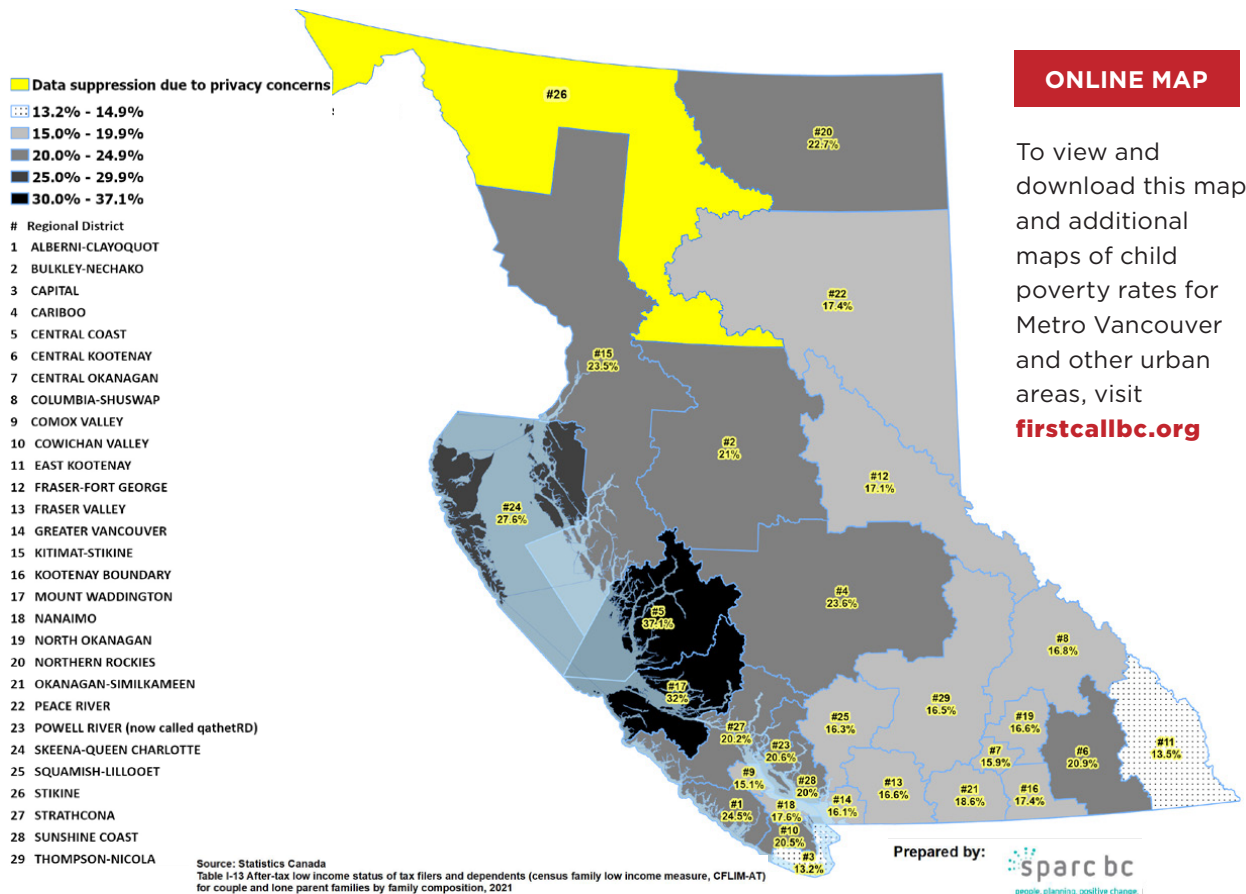 Data suppression due to privacy concerns
13.2% - 14.9%
15.0% - 19.9%
20.0% - 24.9%
25.0% - 29.9%
30.0% - 37.1%
# Regional District
1 ALBERNI-CLAYOQUOT
2 BULKLEY-NECHAKO
3 CAPITAL
4 CARIBOO
5 CENTRAL COAST
6 CENTRAL KOOTENAY
7 CENTRAL OKANAGAN
8 COLUMBIA-SHUSWAP
9 COMOX VALLEY
10 COWICHAN VALLEY
11 EAST KOOTENAY
12 FRASER-FORT GEORGE
13 FRASER VALLEY
14 GREATER VANCOUVER
15 KITIMAT-STIKINE
16 KOOTENAY BOUNDARY
17 MOUNT WADDINGTON
18 NANAIMO
19 NORTH OKANAGAN
20 NORTHERN ROCKIES
21 OKANAGAN-SIMILKAMEEN
22 PEACE RIVER
23 POWELL RIVER (now called qathetRD)
24 SKEENA-QUEEN CHARLOTTE
25 SQUAMISH-LILLOOET
26 STIKINE
27 STRATHCONA
28 SUNSHINE COAST
29 THOMPSON-NICOLA
#26
#20
22.7%
#22
17.4%
#15
23.5%
#2
21%
#12
17.1%
#24
27.6%
#4
23.6%
#5
37.1%
#8
16.8%
#17
32%
#29
16.5%
#25
16.3%
#19
16.6%
#27
20.2%
#23
20.6%
#7
15.9%
#6
20.9%
#11
13.5%
#9
15.1%
#28
20%
#13
16.6%
#21
18.6%
#16
17.4%
#1
24.5%
#18
17.6%
#14
16.1%
#10
20.5%
#3
13.2%
ONLINE MAP
To view and
download this map
and additional
maps of child
poverty rates for
Metro Vancouver
and other urban
areas, visit
firstcallbc.org
Source: Statistics Canada
Table I-13 After-tax low income status of tax filers and dependents (census family low income measure, CFLIM-AT)
for couple and lone parent families by family composition, 2021
Prepared by:
sparc bc
people. planning. positive change.